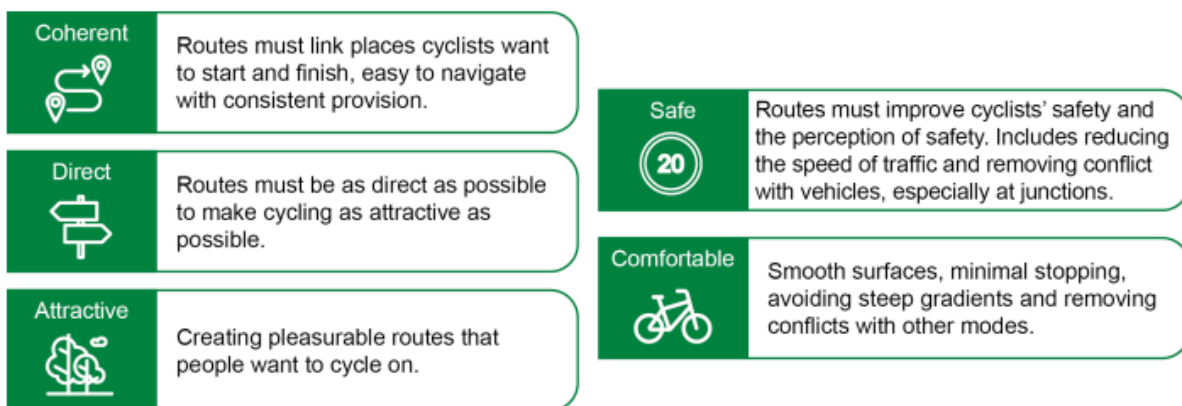 Coherent
Routes must link places cyclists want
to start and finish, easy to navigate
with consistent provision.
Direct
Routes must be as direct as possible
to make cycling as attractive as
possible.
Attractive
Creating pleasurable routes that
people want to cycle on.
Safe
20
Routes must improve cyclists’ safety and
the perception of safety. Includes reducing
the speed of traffic and removing conflict
with vehicles, especially at junctions.
Comfortable
Smooth surfaces, minimal stopping,
avoiding steep gradients and removing
conflicts with other modes.